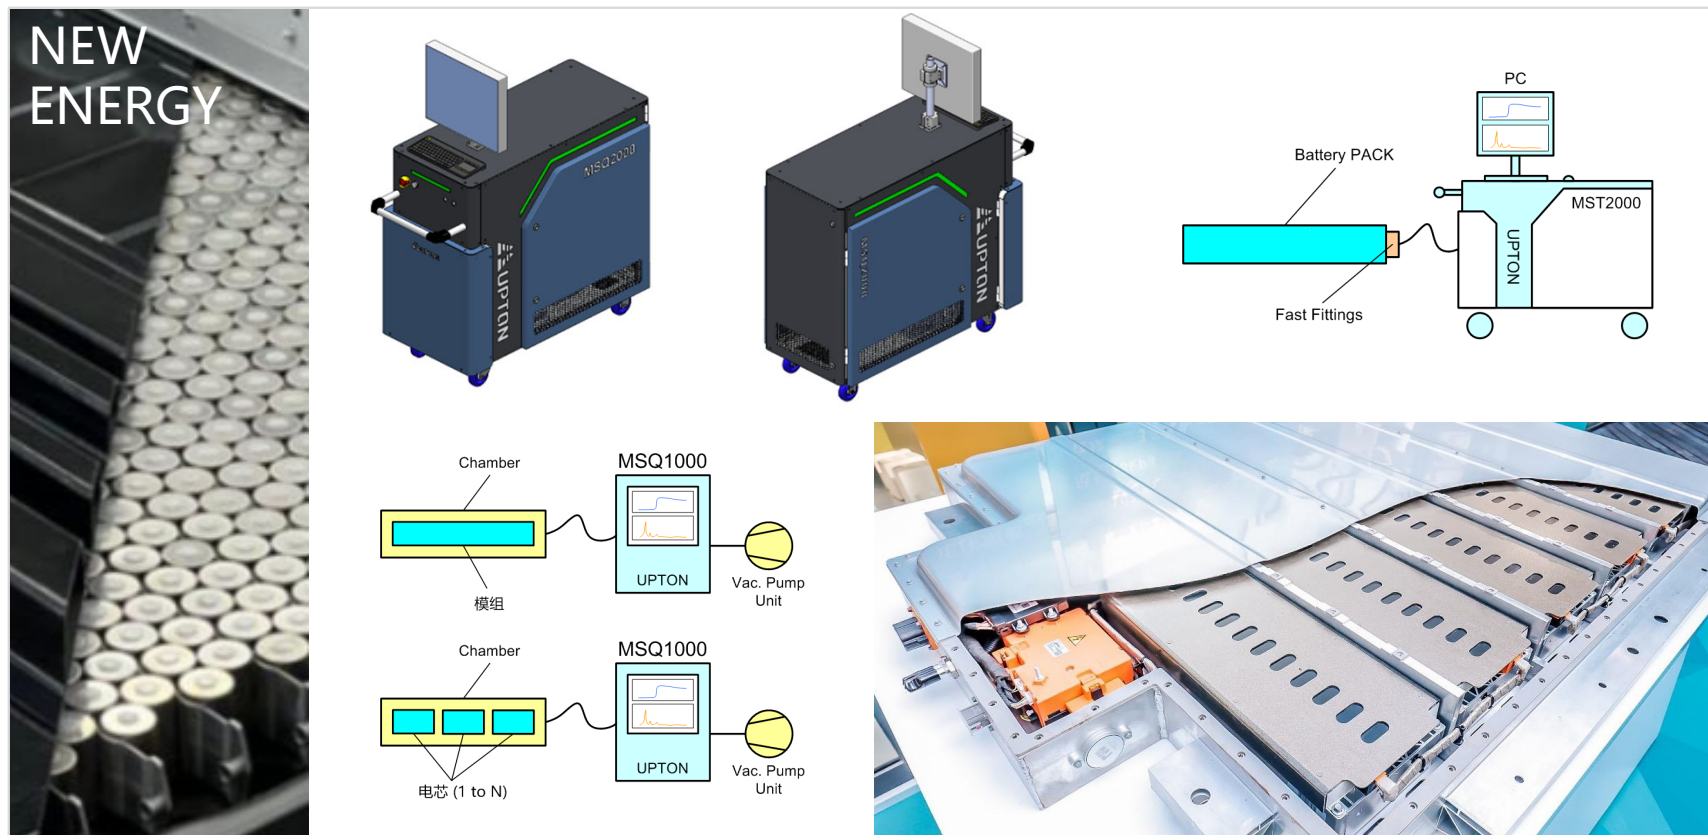 NEW
ENERGY
MSQ2000
UPTON
UPTON
PC
Battery PACK
MST2000
UPTON
Fast Fittings
Chamber
MSQ1000
UPTON
Vac. Pump
Unit
模组
Chamber
MSQ1000
UPTON
Vac. Pump
Unit
电芯 (1 to N)